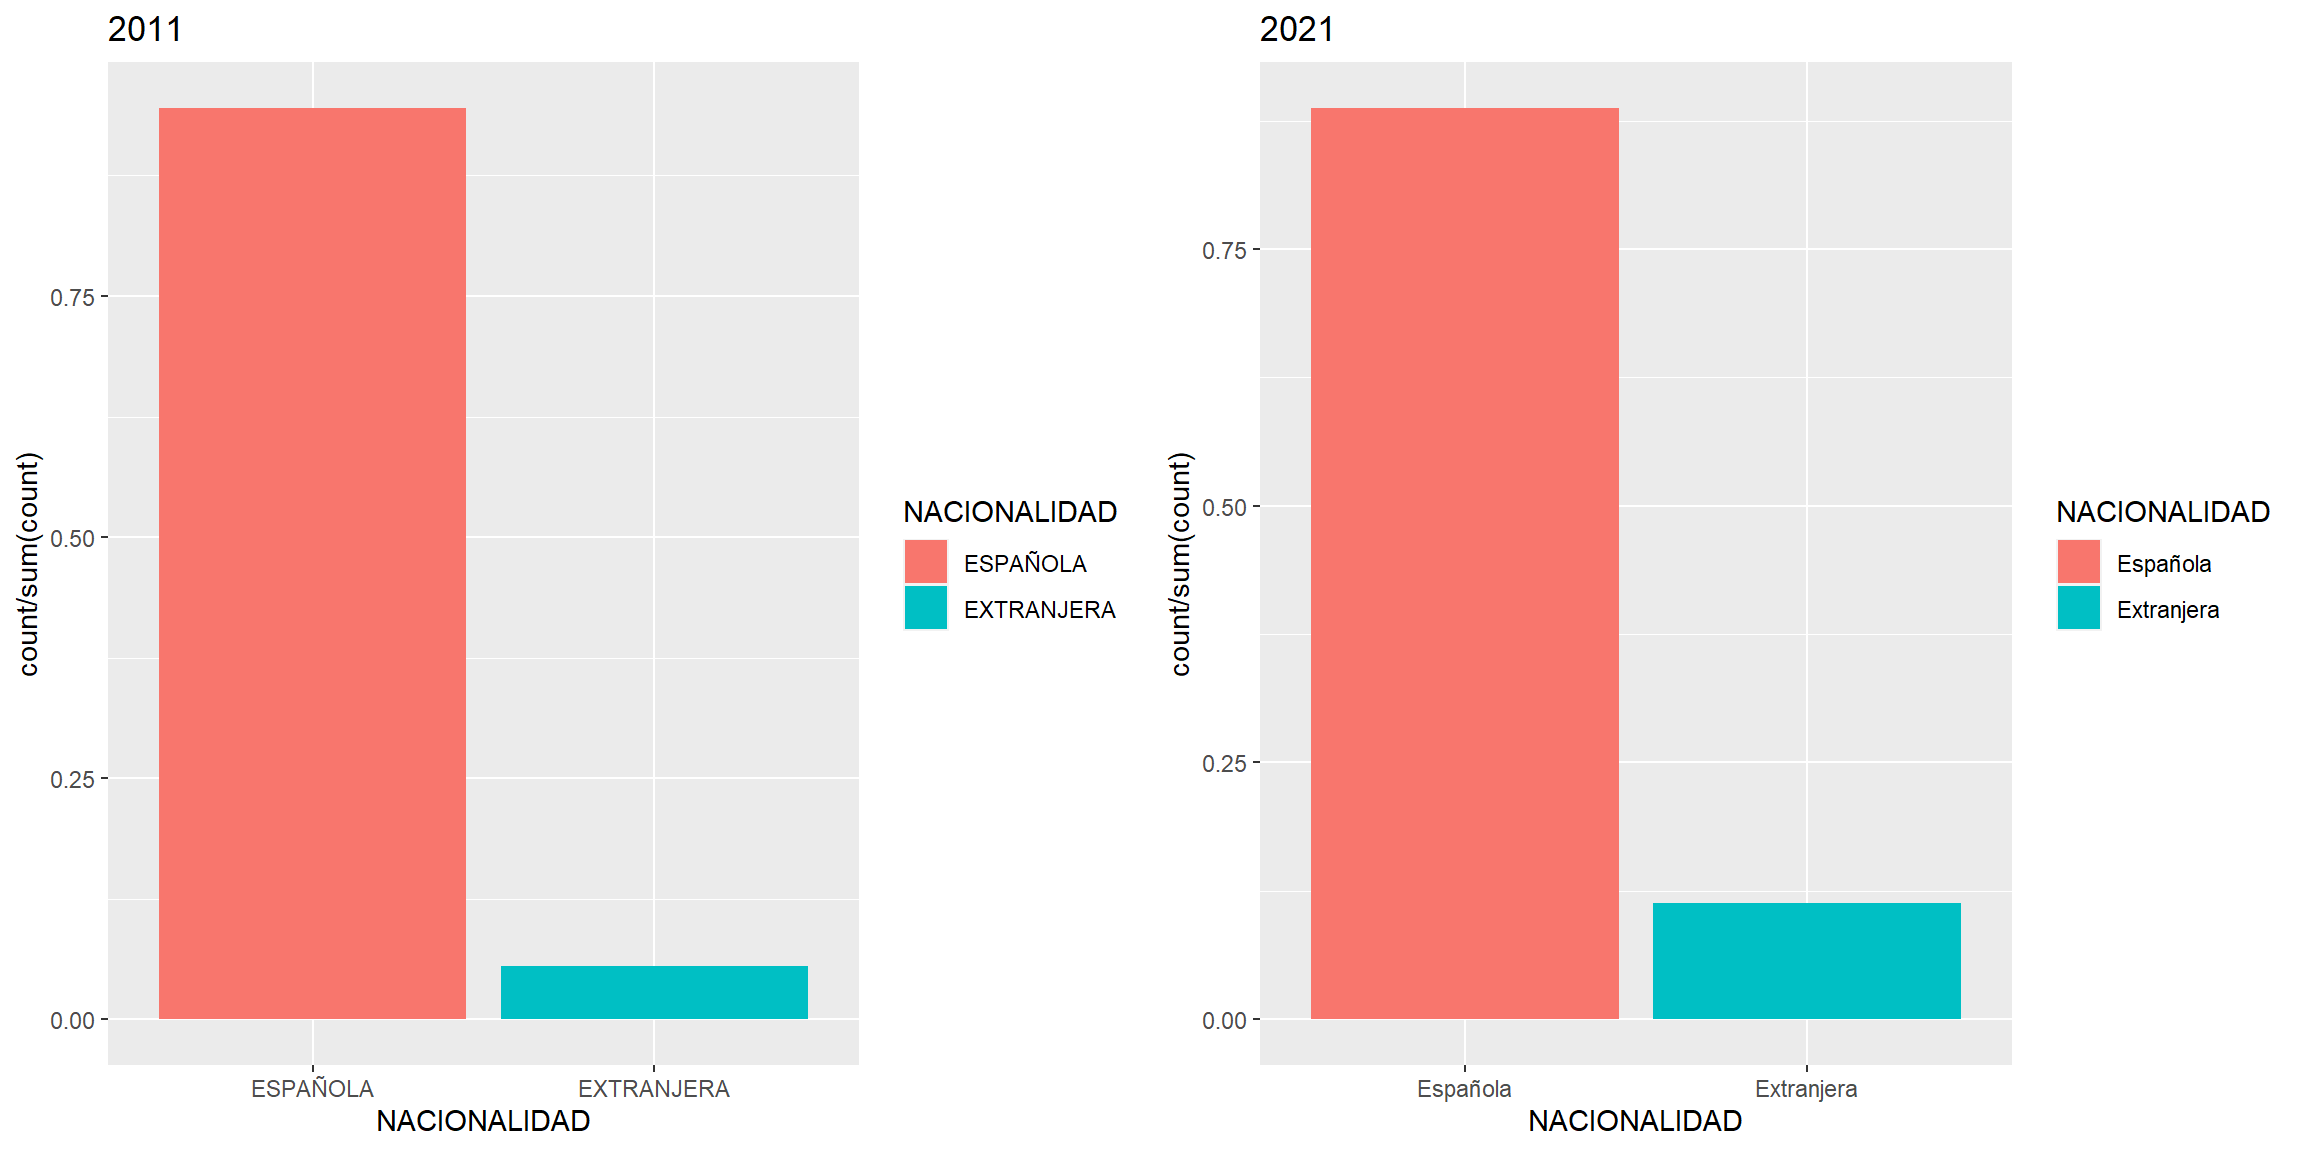 2011
count/sum(count)
0.75
0.50
0.25
0.00
ESPAÑOLA EXTRANJERA
NACIONALIDAD
NACIONALIDAD
ESPAÑOLA
EXTRANJERA
2021
count/sum(count)
0.75
0.50
0.25
0.00
Española Extranjera
NACIONALIDAD
NACIONALIDAD
Española
Extranjera